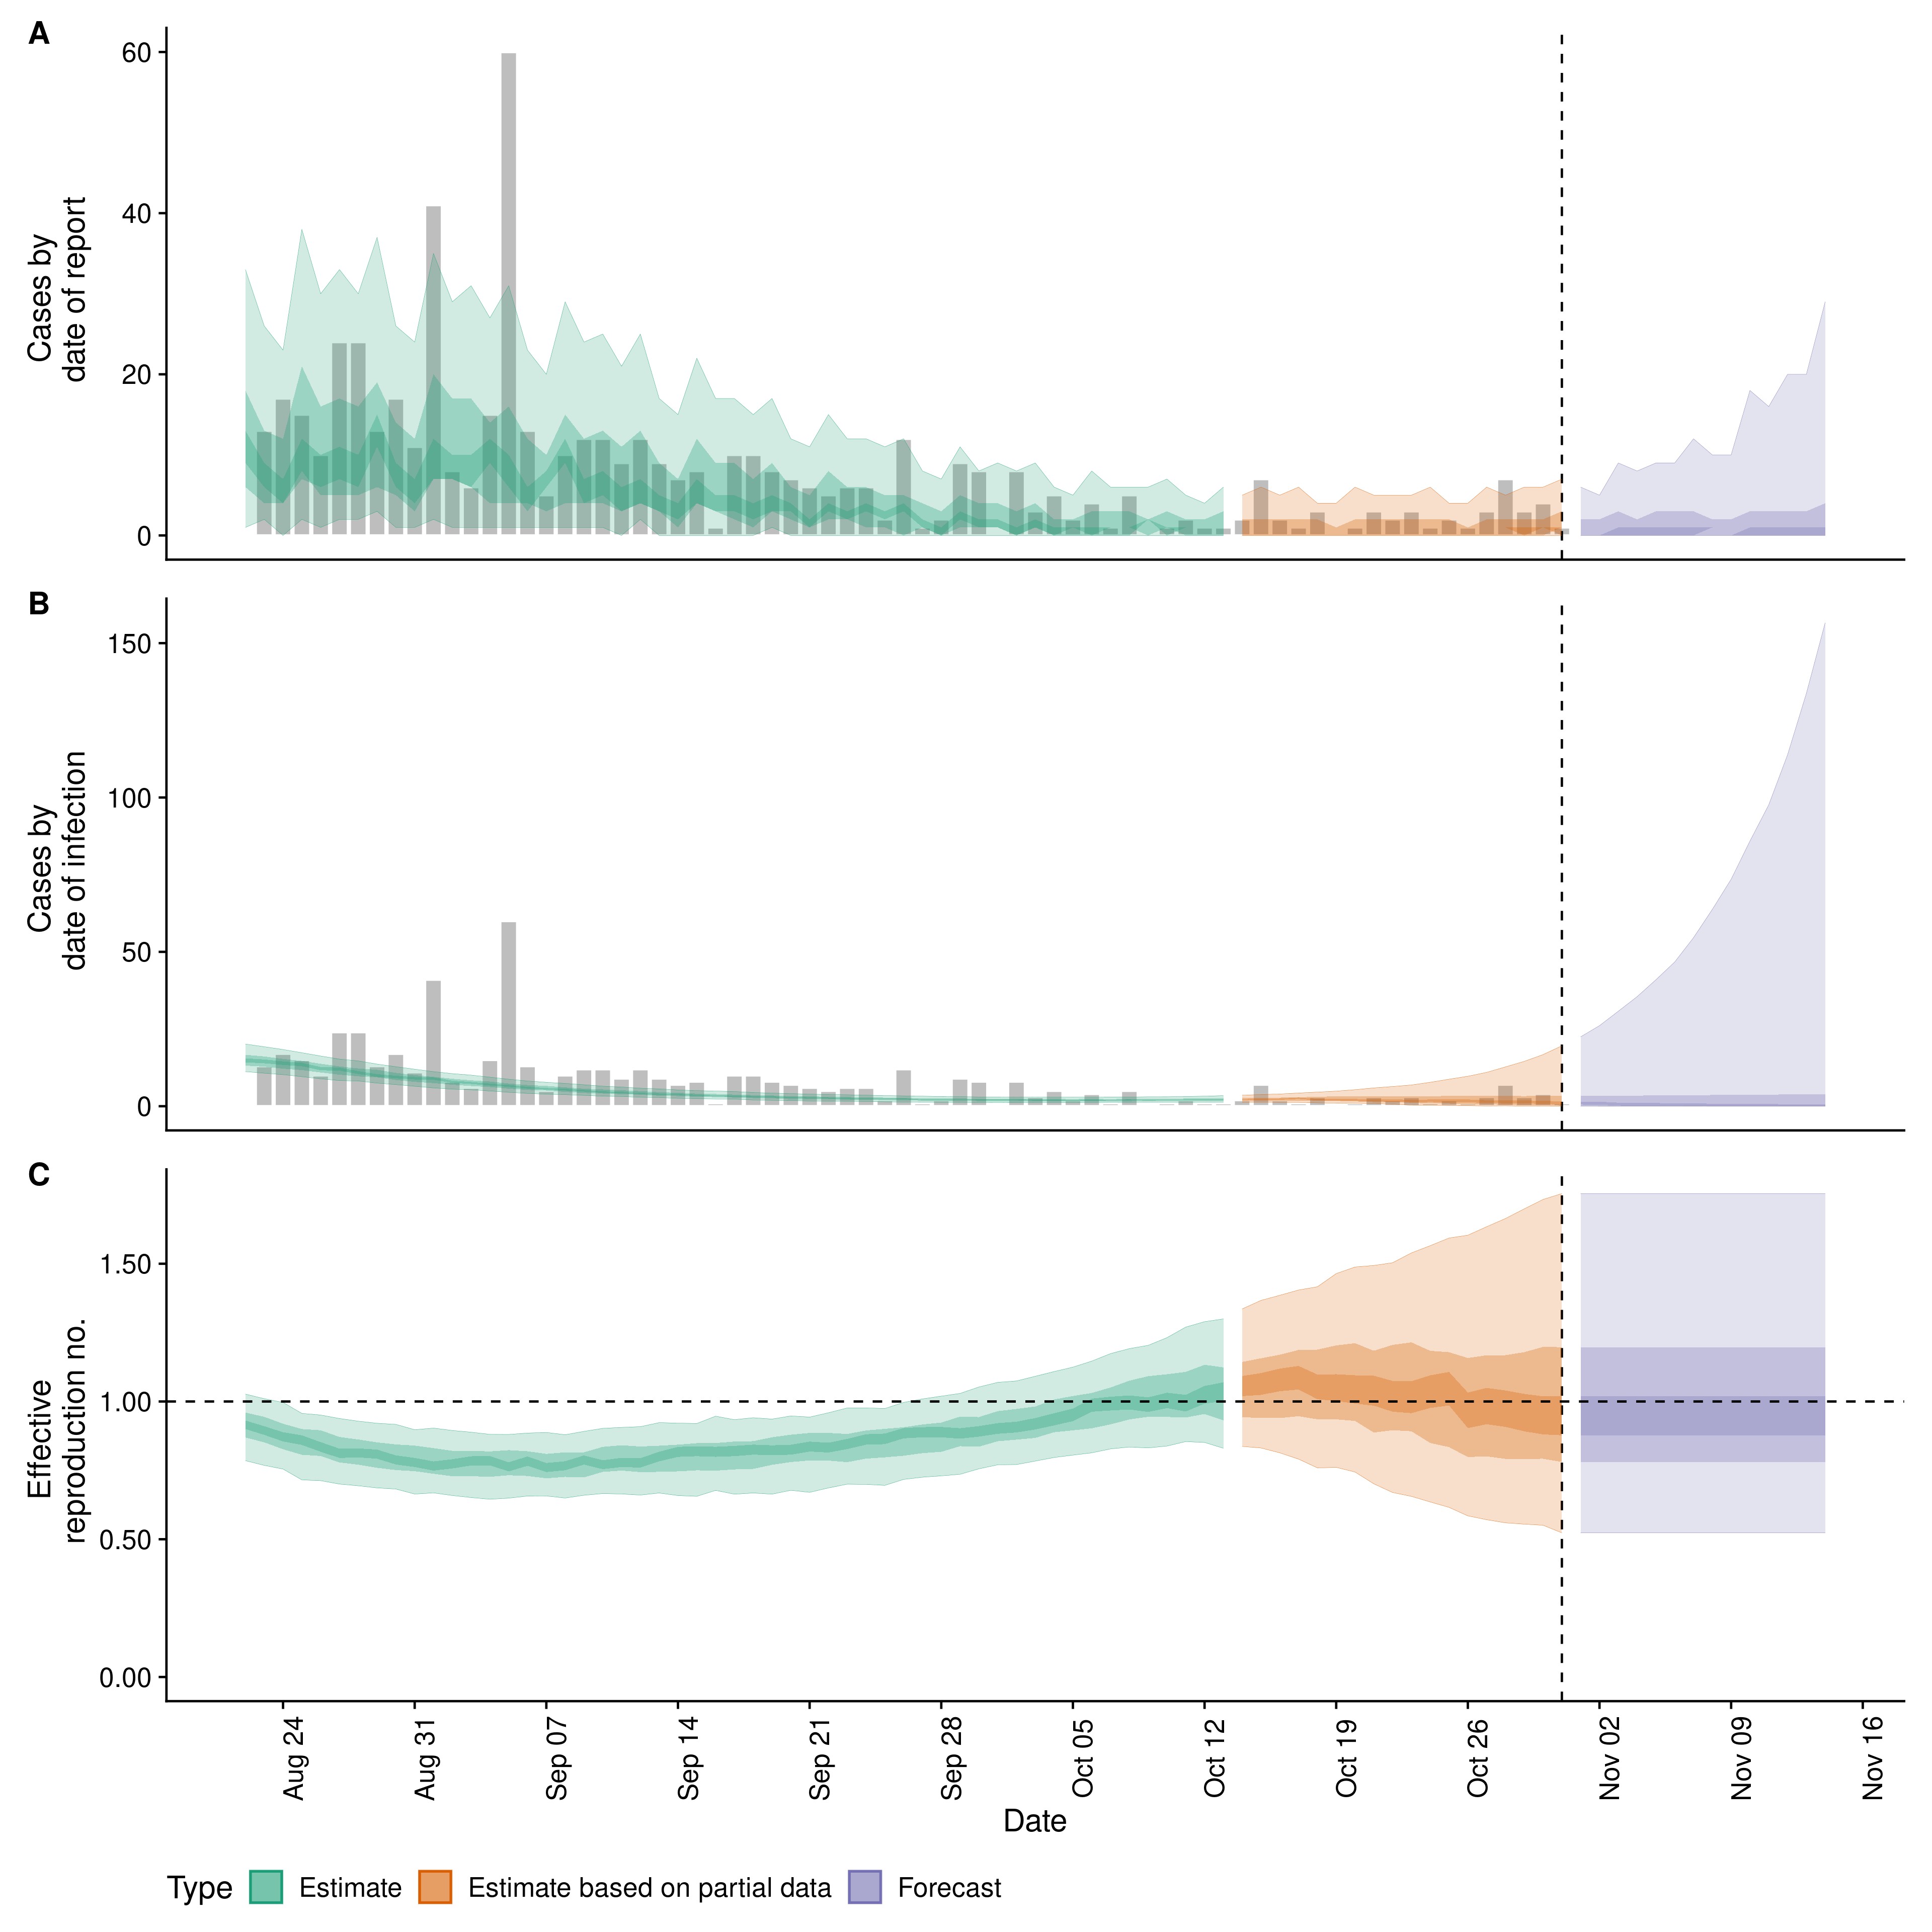 A
60
40
20
0
Cases by
date of report
B
150
100
50
0
Cases by
date of infection
C
1.50
1.00
0.50
0.00
Effective
reproduction no.
Aug 24
Aug 31
Sep 07
Sep 14
Sep 21
Sep 28
Oct 05
Oct 12
Oct 19
Oct 26
Nov 02
Nov 09
Nov 16
Date
Type Estimate Estimate based on partial data Forecast